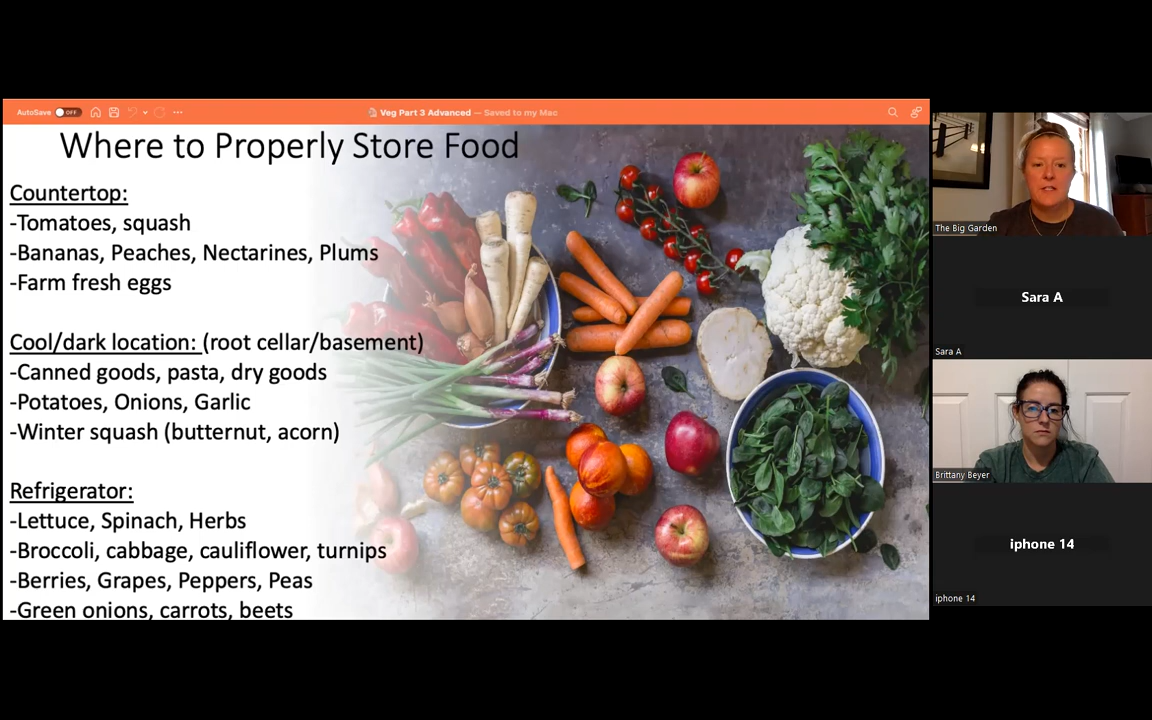 AutoSave OFF
Veg Part 3 Advanced — Saved to my Mac
Where to Properly Store Food
Countertop:
-Tomatoes, squash
-Bananas, Peaches, Nectarines, Plums
-Farm fresh eggs
Cool/dark location: (root cellar/basement)
-Canned goods, pasta, dry goods
-Potatoes, Onions, Garlic
-Winter squash (butternut, acorn)
Refrigerator:
-Lettuce, Spinach, Herbs
-Broccoli, cabbage, cauliflower, turnips
-Berries, Grapes, Peppers, Peas
-Green onions, carrots, beets
The Big Garden
Sara A
Sara A
Brittany Beyer
iphone 14
iphone 14